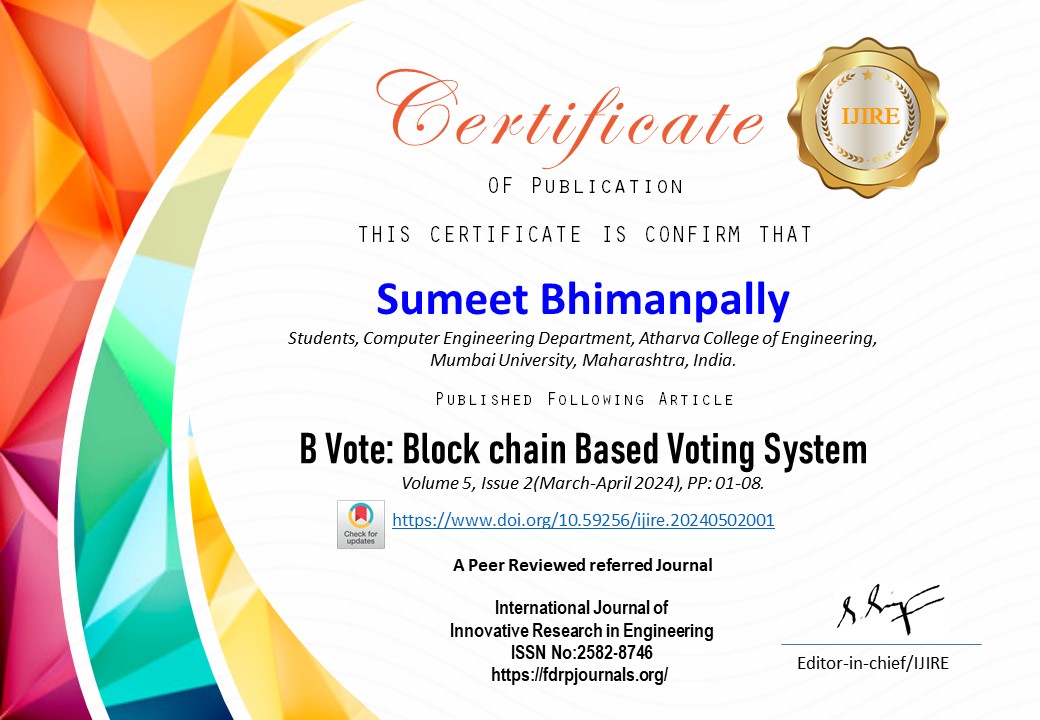 Certificate
IJIRE
OF PUBLICATION
THIS CERTIFICATE IS CONFIRM THAT
Sumeet Bhimanpally
Students, Computer Engineering Department, Atharva College of Engineering,
Mumbai University, Maharashtra, India.
PUBLISHED FOLLOWING ARTICLE
B Vote: Block chain Based Voting System
Volume 5, Issue 2(March-April 2024), PP: 01-08.
Check for
updates
https://www.doi.org/10.59256/ijire.20240502001
A Peer Reviewed referred Journal
International Journal of
Innovative Research in Engineering
ISSN No:2582-8746
https://fdrpjournals.org/
Editor-in-chief/IJIRE